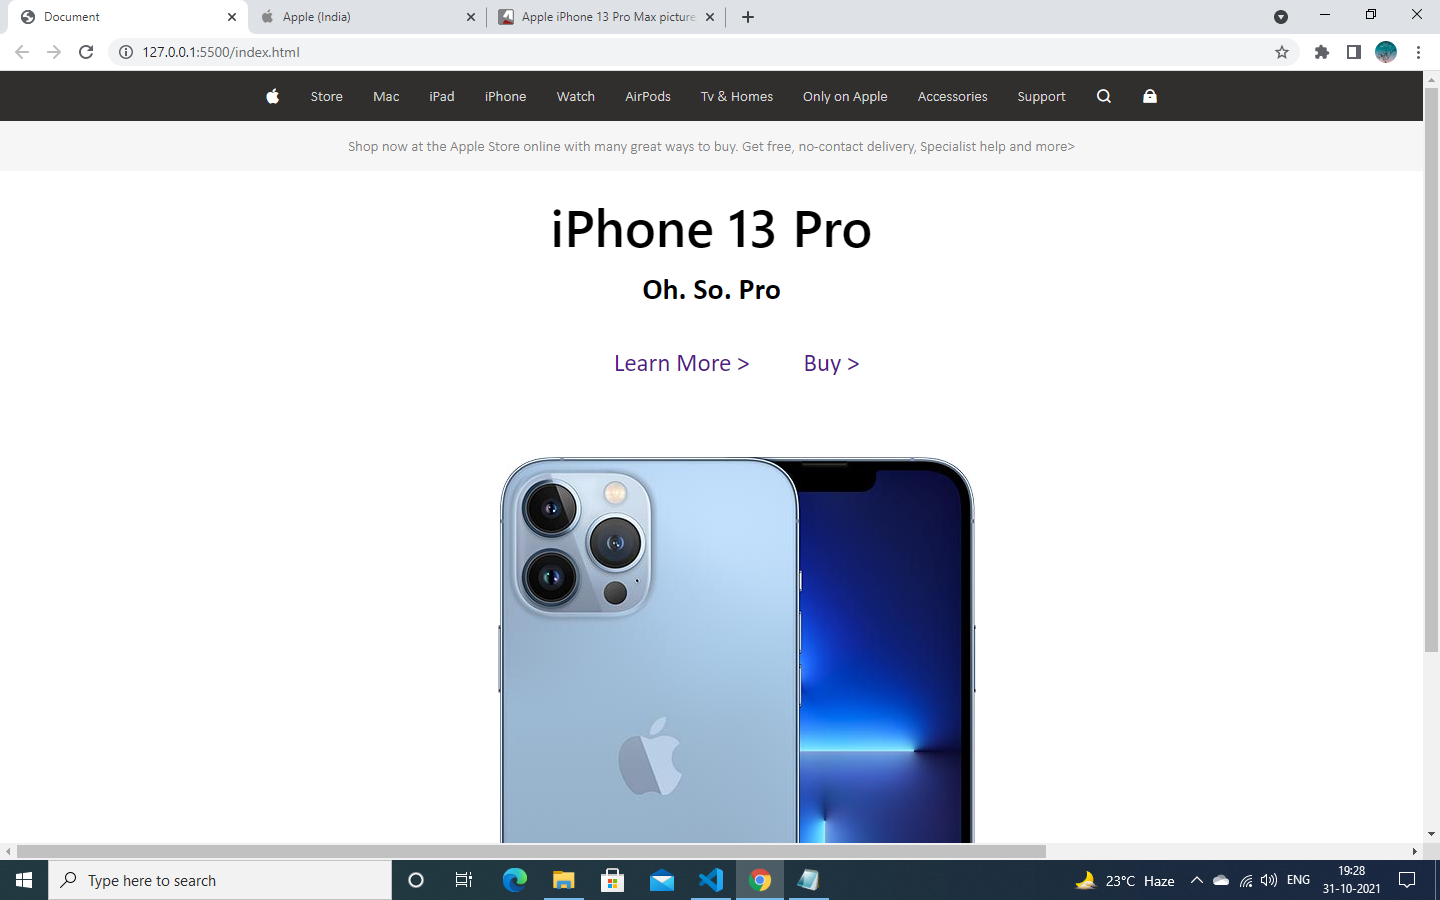 Document
Apple (India)
Apple iPhone 13 Pro Max picture
127.0.0.1:5500/index.html
Store Mac iPad iPhone Watch AirPods Tv & Homes Only on Apple Accessories Support
Shop now at the Apple Store online with many great ways to buy. Get free, no-contact delivery, Specialist help and more>
iPhone 13 Pro
Oh. So. Pro
Learn More > Buy >
Type here to search
23°C Haze
ENG
19:28
31-10-2021